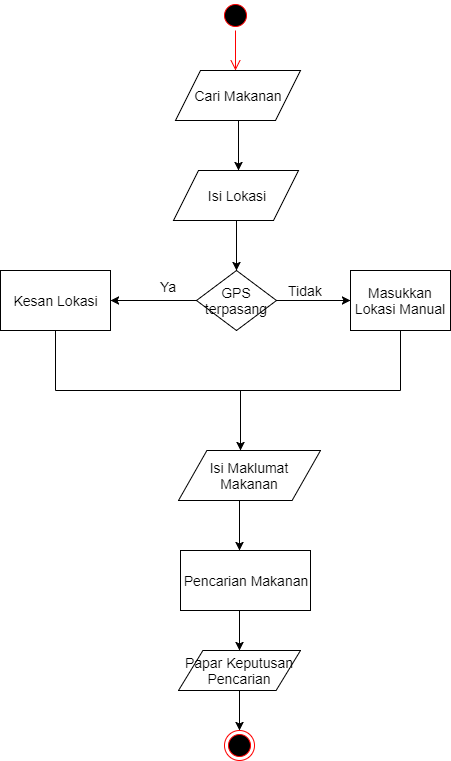 Cari Makanan
Isi Lokasi
GPS
terpasang
Ya
Tidak
Kesan Lokasi
Masukkan
Lokasi Manual
Isi Maklumat
Makanan
Pencarian Makanan
Papar Keputusan
Pencarian